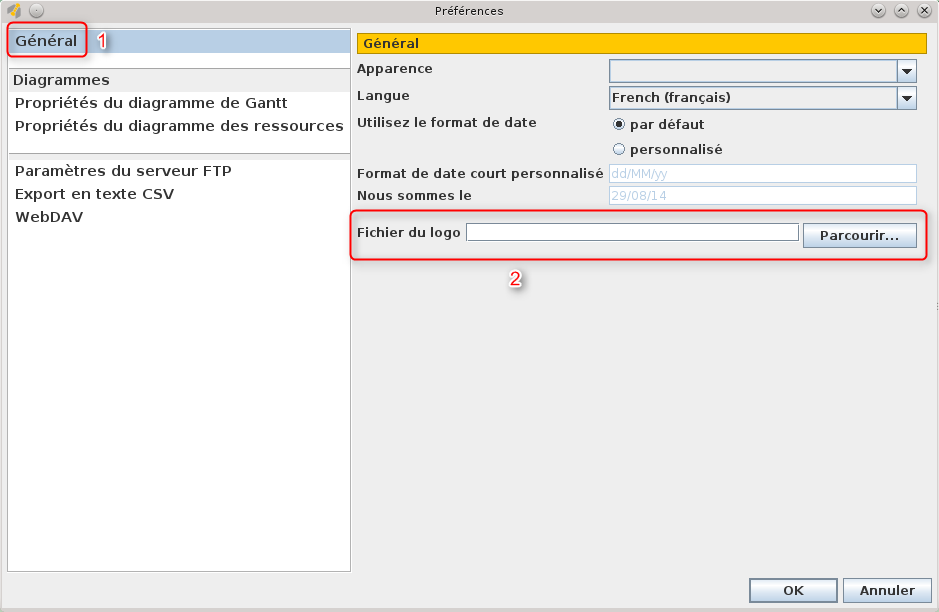 Préférences
Général 1
Diagrammes
Propriétés du diagramme de Gantt
Propriétés du diagramme des ressources
Paramètres du serveur FTP
Export en texte CSV
WebDAV
Général
Apparence
Langue French (français)
Utilisez le format de date par défaut
personnalisé
Format de date court personnalisé dd/MM/yy
Nous sommes le 29/08/14
Fichier du logo Parcourir...
2
OK Annuler